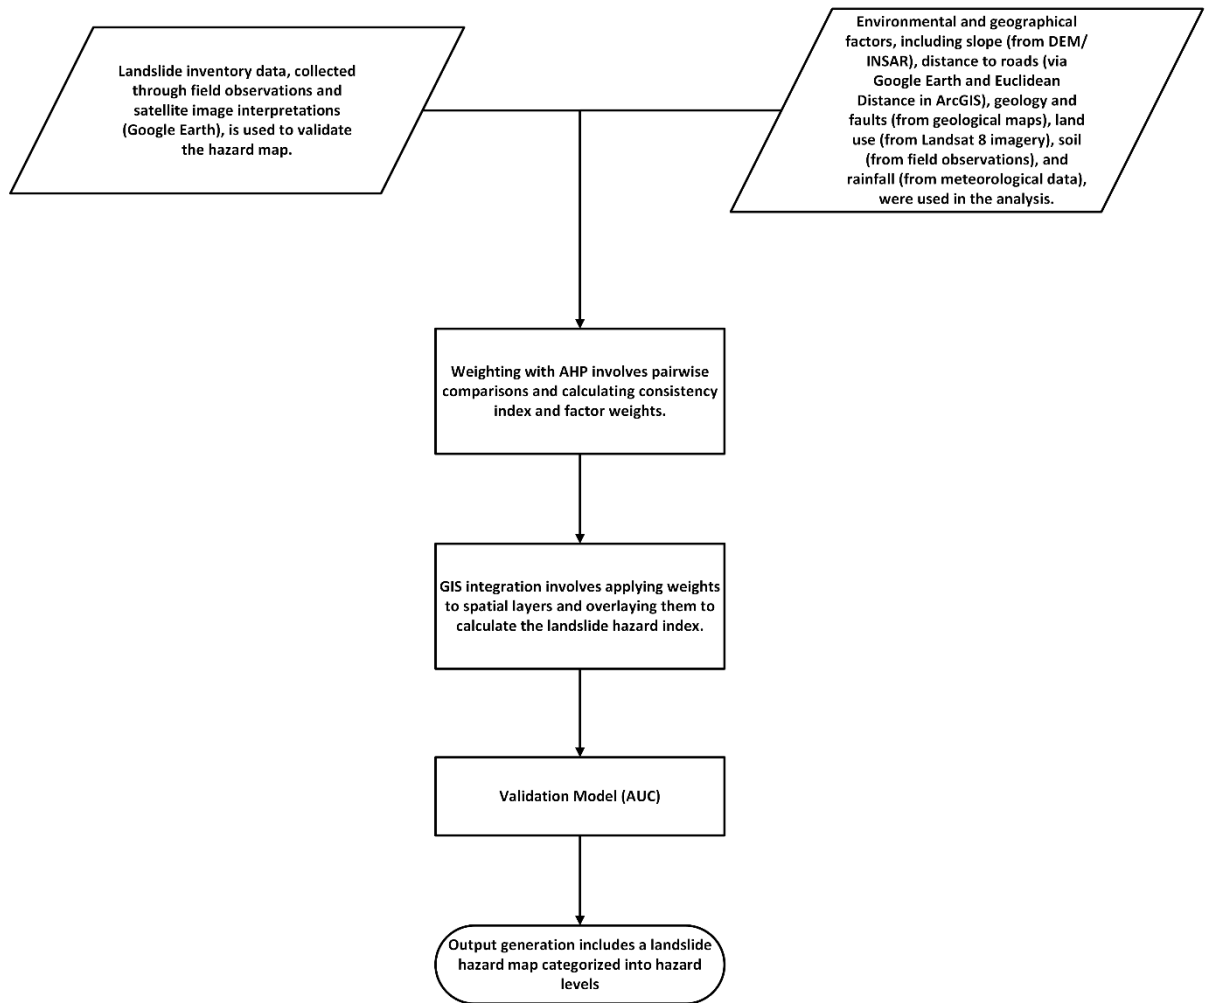 Landslide inventory data, collected
through field observations and
satellite image interpretations
(Google Earth), is used to validate
the hazard map.
Environmental and geographical
factors, including slope (from DEM/
INSAR), distance to roads (via
Google Earth and Euclidean
Distance in ArcGIS), geology and
faults (from geological maps), land
use (from Landsat 8 imagery), soil
(from field observations), and
rainfall (from meteorological data),
were used in the analysis.
Weighting with AHP involves pairwise
comparisons and calculating consistency
index and factor weights.
GIS integration involves applying weights
to spatial layers and overlaying them to
calculate the landslide hazard index.
Validation Model (AUC)
Output generation includes a landslide
hazard map categorized into hazard
levels